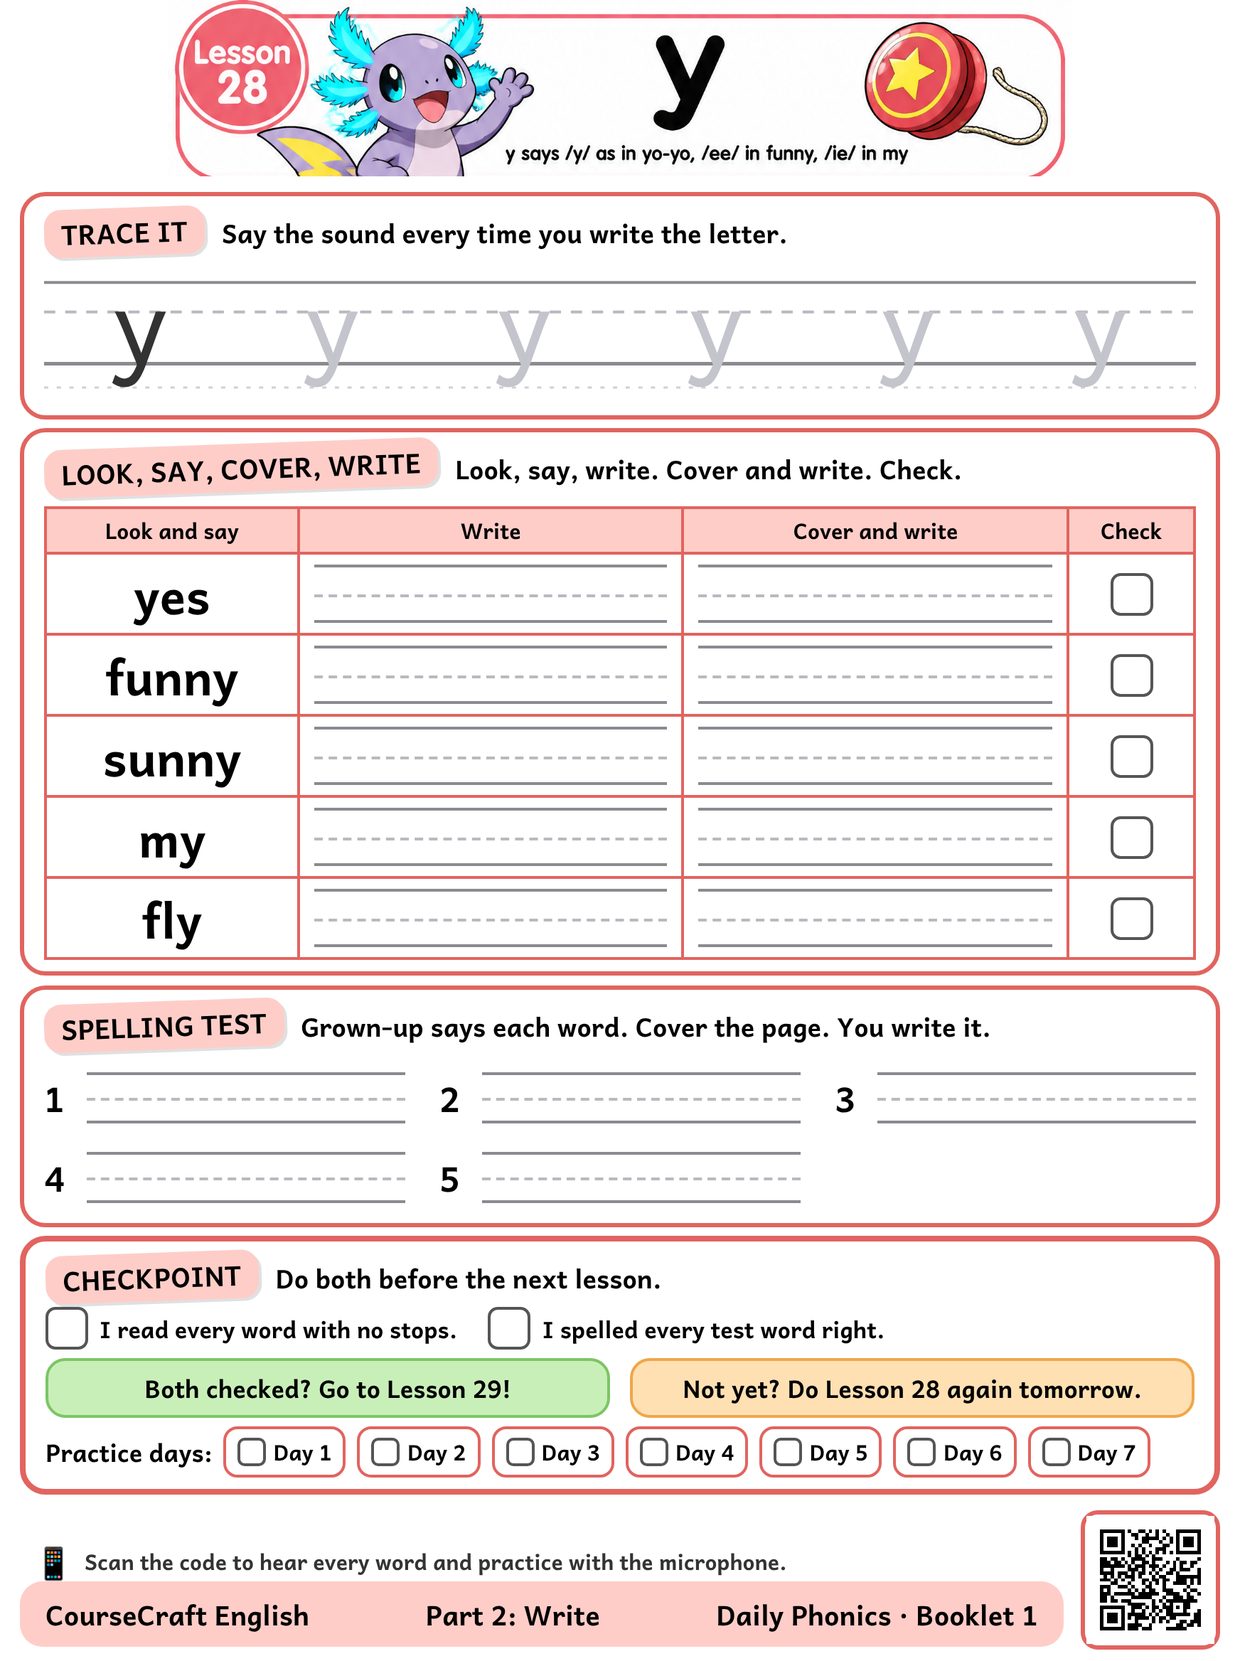 Lesson
28
y
y says /y/ as in yo-yo, /ee/ in funny, /ie/ in my
TRACE IT Say the sound every time you write the letter.
y y y y y y
LOOK, SAY, COVER, WRITE Look, say, write. Cover and write. Check.
Look and say Write Cover and write Check
yes
funny
sunny
my
fly
SPELLING TEST Grown-up says each word. Cover the page. You write it.
1 2 3
4 5
CHECKPOINT Do both before the next lesson.
I read every word with no stops. I spelled every test word right.
Both checked? Go to Lesson 29! Not yet? Do Lesson 28 again tomorrow.
Practice days: Day 1 Day 2 Day 3 Day 4 Day 5 Day 6 Day 7
Scan the code to hear every word and practice with the microphone.
CourseCraft English Part 2: Write Daily Phonics · Booklet 1